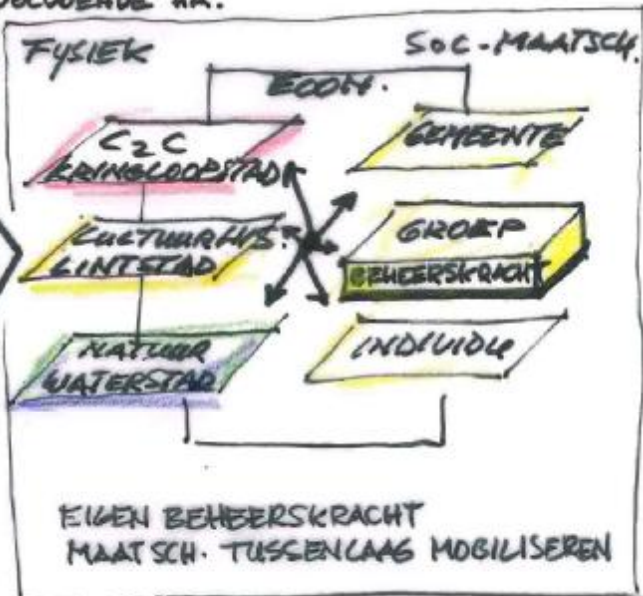 FYSIEK
SOC.-MAATSCH.
ECON.
C2C
KRINGLOOPSTAD
GEMEENTE
CULTUURHIS.
LINTSTAD
GROEP
BEHEERSKRACHT
NATUUR
WATERSTAD
INDIVIDU
EIGEN BEHEERSKRACHT
MAATSCH. TUSSENLAAG MOBILISEREN